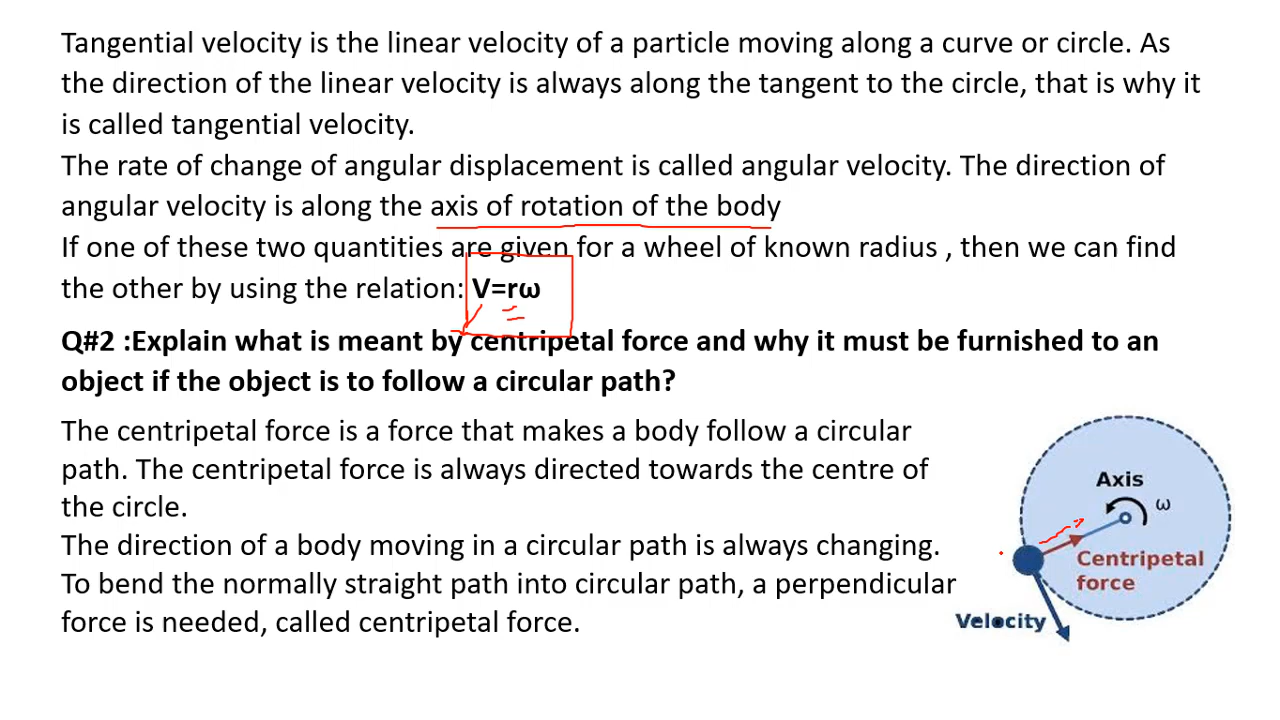 Tangential velocity is the linear velocity of a particle moving along a curve or circle. As
the direction of the linear velocity is always along the tangent to the circle, that is why it
is called tangential velocity.
The rate of change of angular displacement is called angular velocity. The direction of
angular velocity is along the axis of rotation of the body
If one of these two quantities are given for a wheel of known radius , then we can find
the other by using the relation: V=rω
Q#2 :Explain what is meant by centripetal force and why it must be furnished to an
object if the object is to follow a circular path?
The centripetal force is a force that makes a body follow a circular
path. The centripetal force is always directed towards the centre of
the circle.
The direction of a body moving in a circular path is always changing.
To bend the normally straight path into circular path, a perpendicular
force is needed, called centripetal force.
Axis
ω
Centripetal
force
Velocity